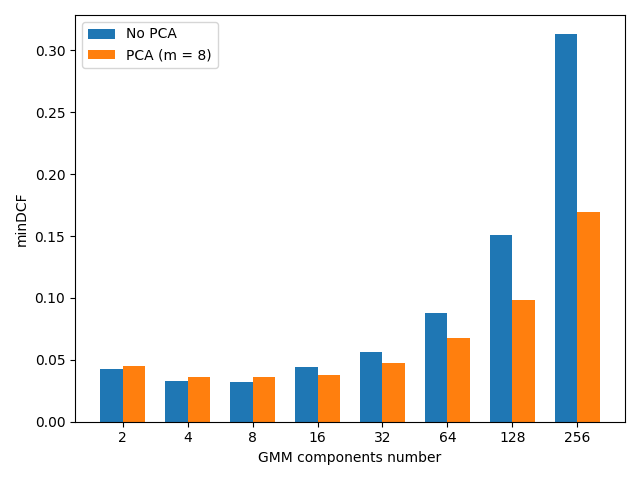 No PCA
PCA (m = 8)
0.30
0.25
0.20
0.15
0.10
0.05
0.00
minDCF
2 4 8 16 32 64 128 256
GMM components number